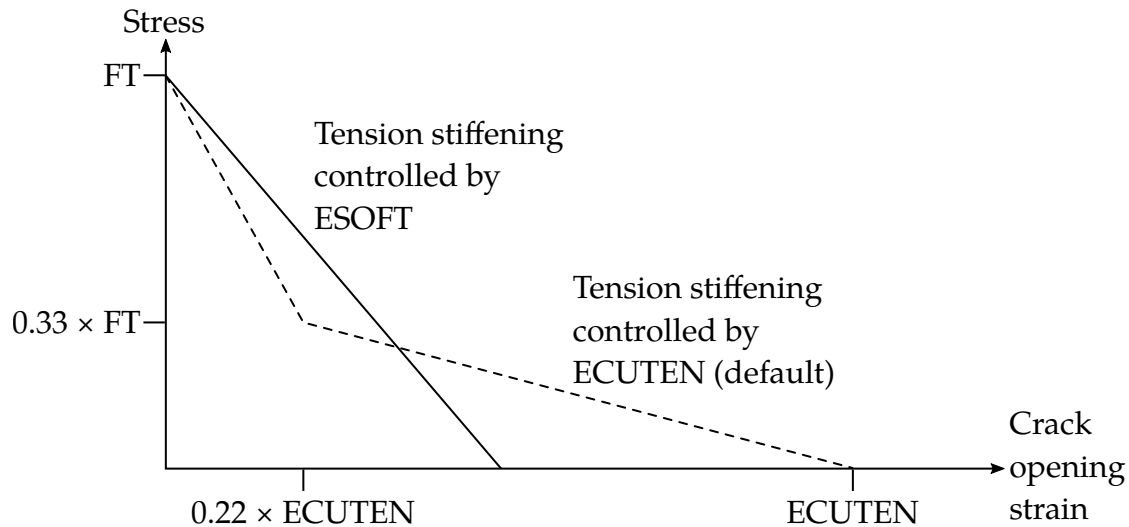 Stress
FT
Tension stiffening
controlled by
ESOFT
Tension stiffening
controlled by
ECUTEN (default)
0.33 × FT
Crack
opening
strain
0.22 × ECUTEN
ECUTEN